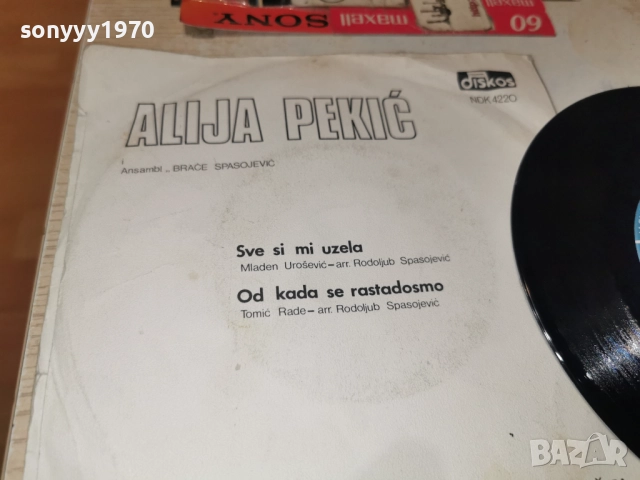 sonyyy1970
maxell
SONY
maxell
60
diskos
NDK 4220
ALIJA PEKIĆ
Ansambl „ BRAĆE SPASOJEVIĆ
Sve si mi uzela
Mladen Urošević – arr. Rodoljub Spasojević
Od kada se rastadosmo
Tomić Rade – arr. Rodoljub Spasojević
BAZAR